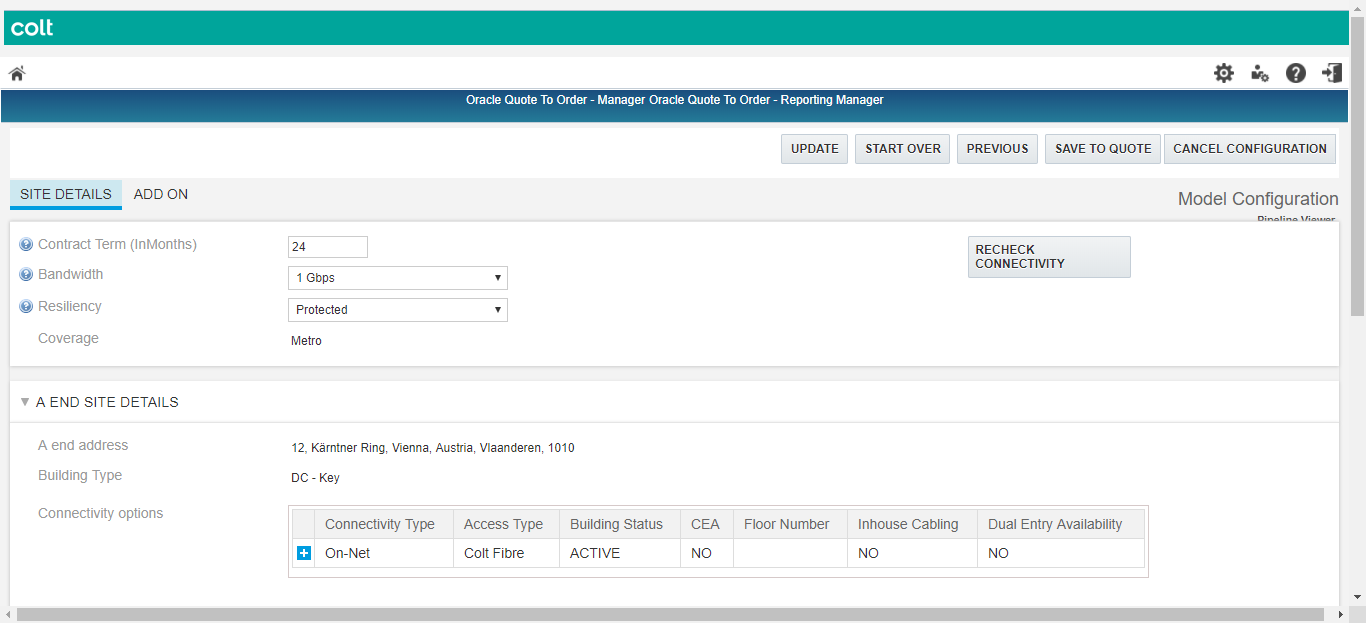 colt
Oracle Quote To Order - Manager Oracle Quote To Order - Reporting Manager
UPDATE START OVER PREVIOUS SAVE TO QUOTE CANCEL CONFIGURATION
SITE DETAILS ADD ON
Model Configuration
Pipeline Viewer
Contract Term (InMonths) 24
RECHECK
CONNECTIVITY
Bandwidth 1 Gbps
Resiliency Protected
Coverage Metro
A END SITE DETAILS
A end address 12, Kärntner Ring, Vienna, Austria, Vlaanderen, 1010
Building Type DC - Key
Connectivity options
Connectivity Type Access Type Building Status CEA Floor Number Inhouse Cabling Dual Entry Availability
On-Net Colt Fibre ACTIVE NO NO NO